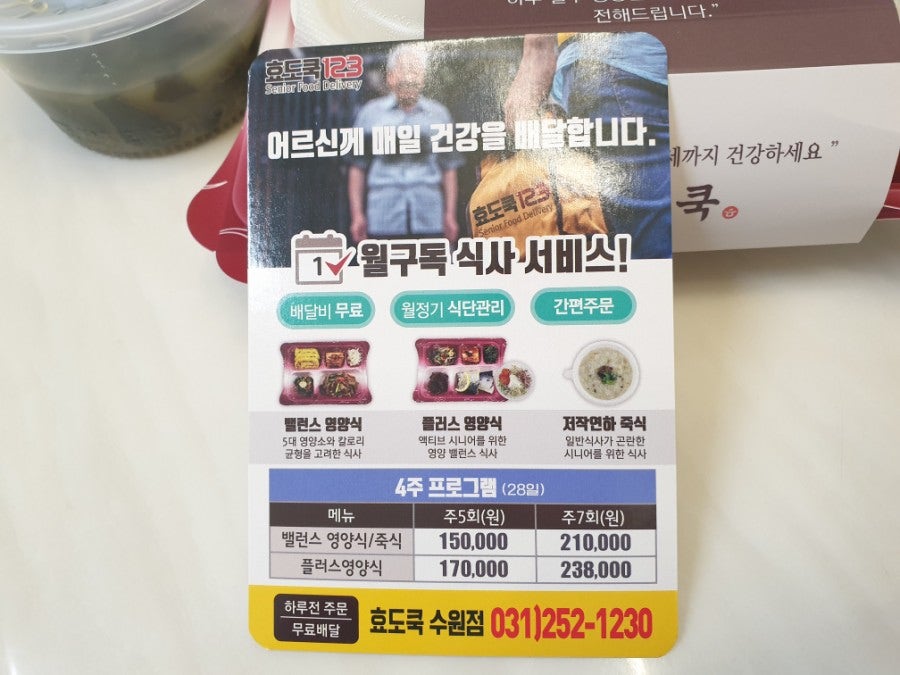 전해드립니다."
효도쿡123
Senior Food Delivery
어르신께 매일 건강을 배달합니다.
건강하세요 ”
효도쿡123
Senior Food Delivery
쿡
1 월구독 식사 서비스!
배달비 무료 월정기 식단관리 간편주문
밸런스 영양식 플러스 영양식 저작연하 죽식
5대 영양소와 칼로리 액티브 시니어를 위한 일반식사가 곤란한
균형을 고려한 식사 영양 밸런스 식사 시니어를 위한 식사
4주 프로그램 (28일)
메뉴 주5회(원) 주7회(원)
밸런스 영양식/죽식 150,000 210,000
플러스영양식 170,000 238,000
하루전 주문
무료배달
효도쿡 수원점 031)252-1230